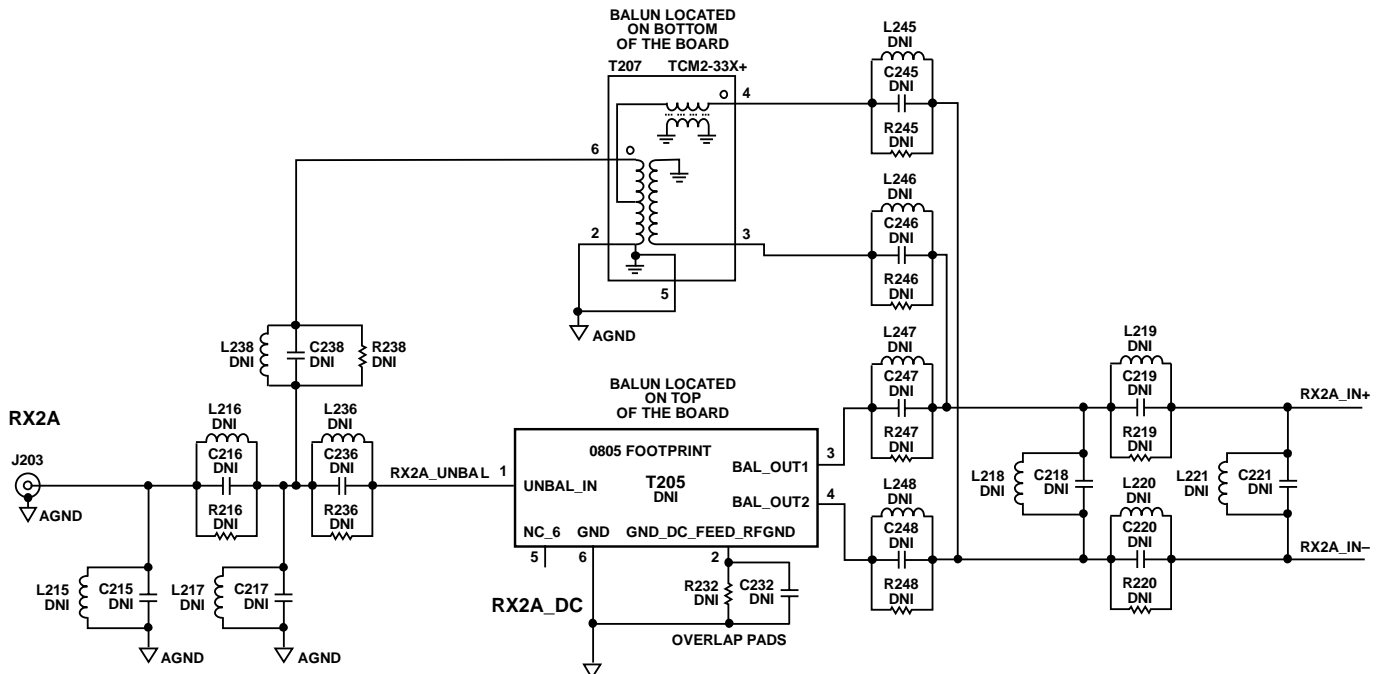 BALUN LOCATED
ON BOTTOM
OF THE BOARD
T207 TCM2-33X+
4
6
2
3
5
AGND
L245
DNI
C245
DNI
R245
DNI
L246
DNI
C246
DNI
R246
DNI
L238
DNI
C238
DNI
R238
DNI
RX2A
J203
AGND
L216
DNI
C216
DNI
R216
DNI
L236
DNI
C236
DNI
R236
DNI
RX2A_UNBAL
1
L215
DNI
C215
DNI
AGND
L217
DNI
C217
DNI
AGND
BALUN LOCATED
ON TOP
OF THE BOARD
0805 FOOTPRINT
T205
DNI
UNBAL_IN
BAL_OUT1
BAL_OUT2
NC_6 GND GND_DC_FEED_RFGND
3
4
5
6
2
RX2A_DC
R232
DNI
C232
DNI
OVERLAP PADS
L247
DNI
C247
DNI
R247
DNI
L248
DNI
C248
DNI
R248
DNI
L218
DNI
C218
DNI
L219
DNI
C219
DNI
R219
DNI
L220
DNI
C220
DNI
R220
DNI
L221
DNI
C221
DNI
RX2A_IN+
RX2A_IN–